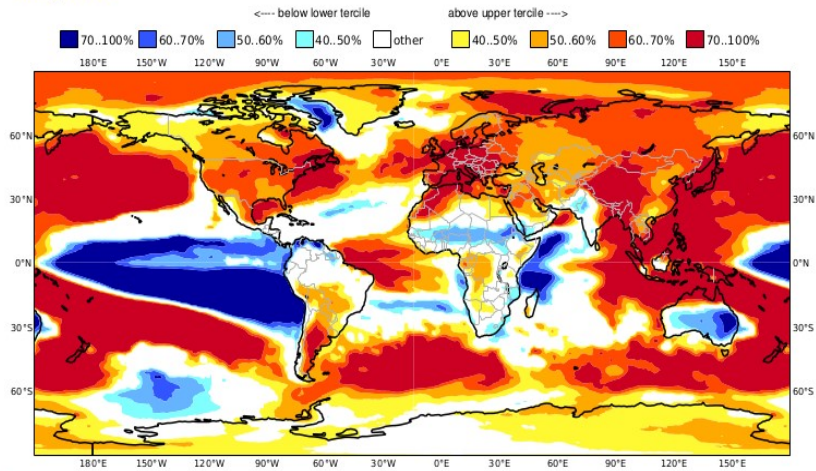 <---- below lower tercile above upper tercile ---->
70..100% 60..70% 50..60% 40..50% other 40..50% 50..60% 60..70% 70..100%
180°E 150°W 120°W 90°W 60°W 30°W 0°E 30°E 60°E 90°E 120°E 150°E
60°N 60°N
30°N 30°N
0°N 0°N
30°S 30°S
60°S 60°S
180°E 150°W 120°W 90°W 60°W 30°W 0°E 30°E 60°E 90°E 120°E 150°E